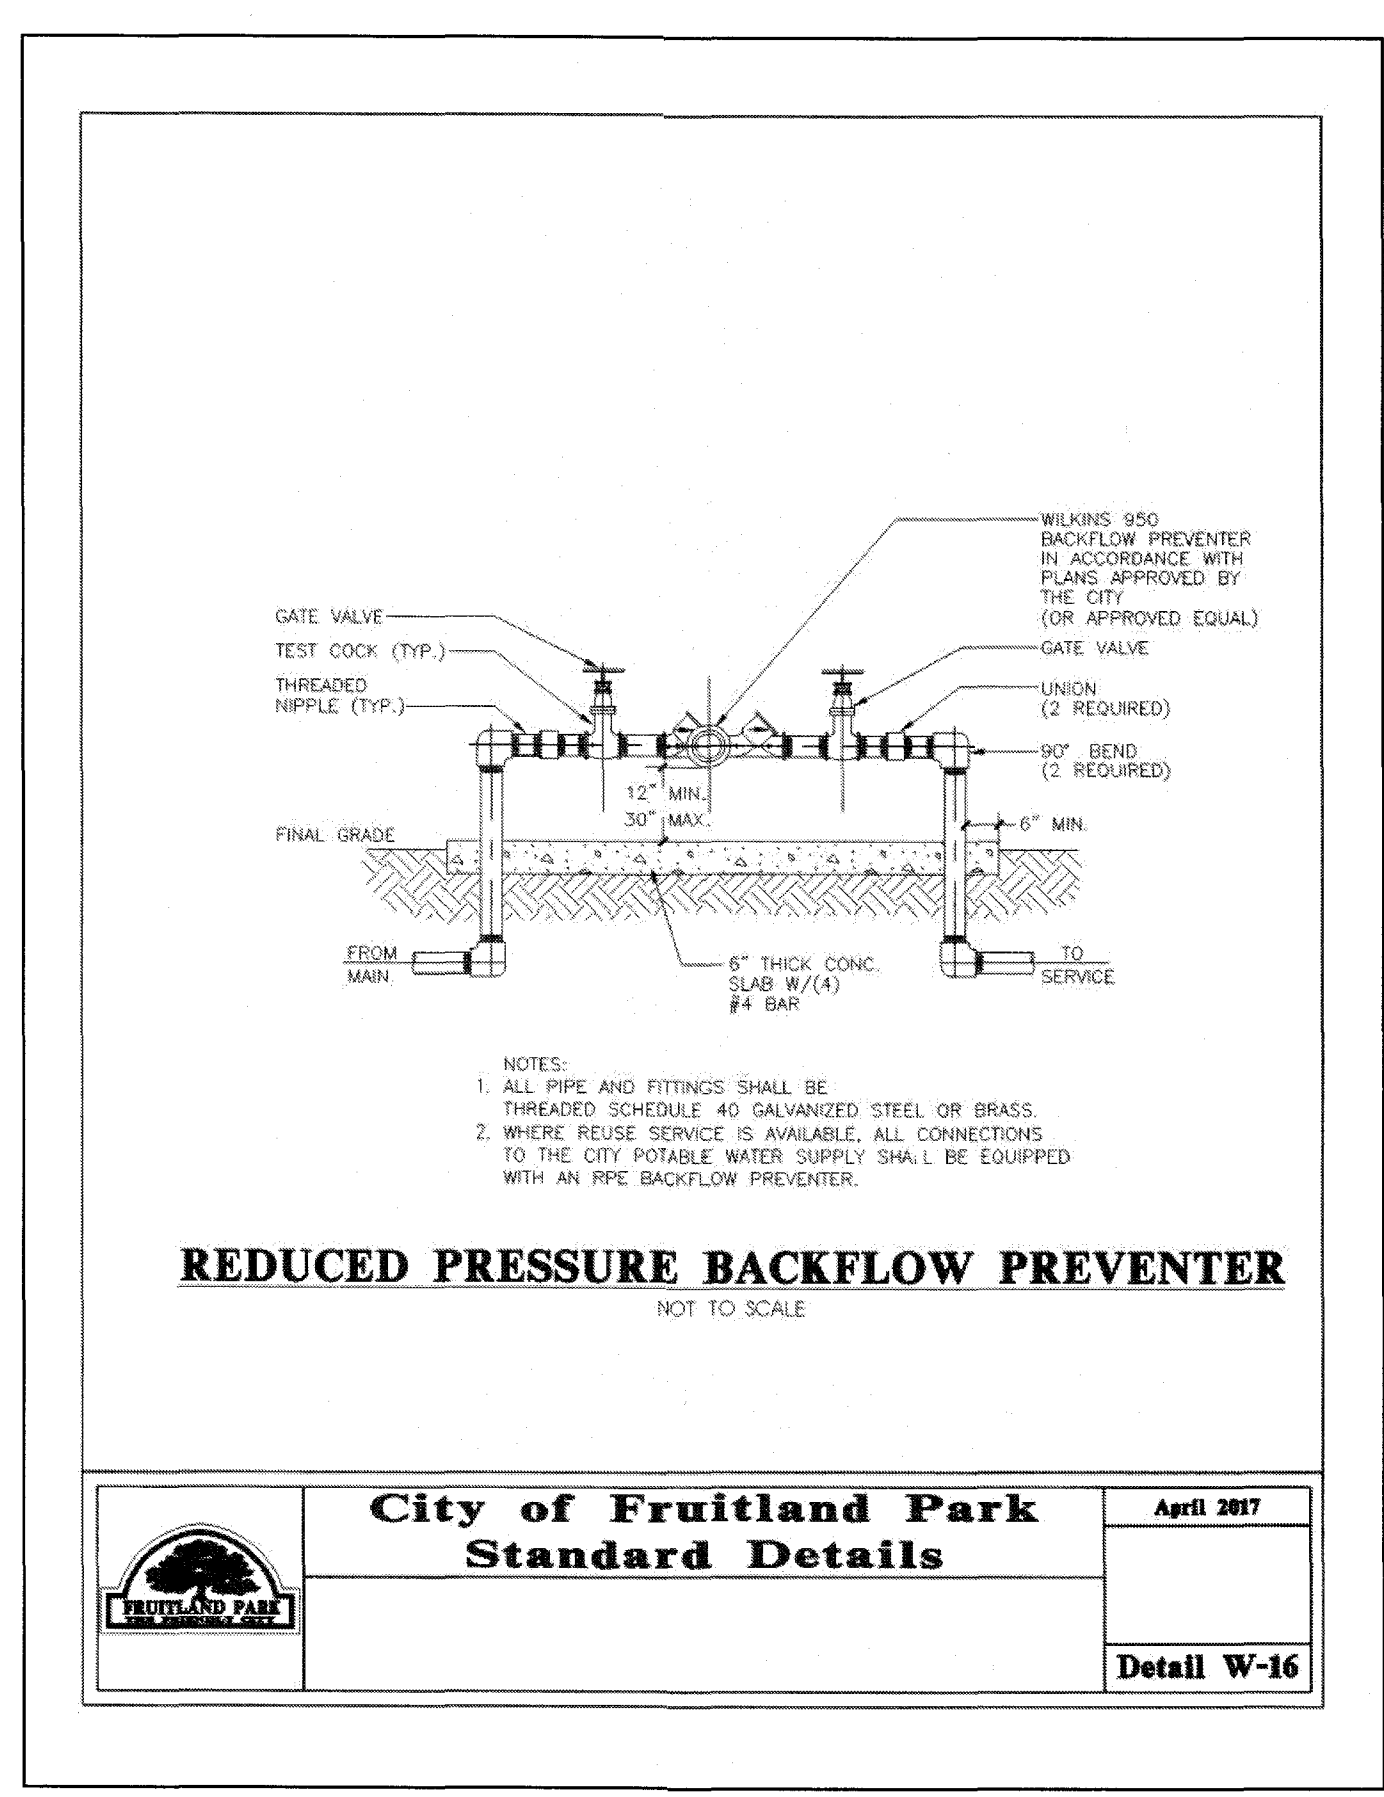 WILKINS 950
BACKFLOW PREVENTER
IN ACCORDANCE WITH
PLANS APPROVED BY
THE CITY
(OR APPROVED EQUAL)
GATE VALVE
TEST COCK (TYP.)
THREADED
NIPPLE (TYP.)
GATE VALVE
UNION
(2 REQUIRED)
90° BEND
(2 REQUIRED)
12" MIN.
30" MAX.
FINAL GRADE
6" MIN.
FROM
MAIN
TO
SERVICE
6" THICK CONC.
SLAB W/(4)
#4 BAR
NOTES:
1. ALL PIPE AND FITTINGS SHALL BE
THREADED SCHEDULE 40 GALVANIZED STEEL OR BRASS.
2. WHERE REUSE SERVICE IS AVAILABLE, ALL CONNECTIONS
TO THE CITY POTABLE WATER SUPPLY SHALL BE EQUIPPED
WITH AN RPE BACKFLOW PREVENTER.
REDUCED PRESSURE BACKFLOW PREVENTER
NOT TO SCALE
City of Fruitland Park
Standard Details
April 2017
FRUITLAND PARK
Detail W-16